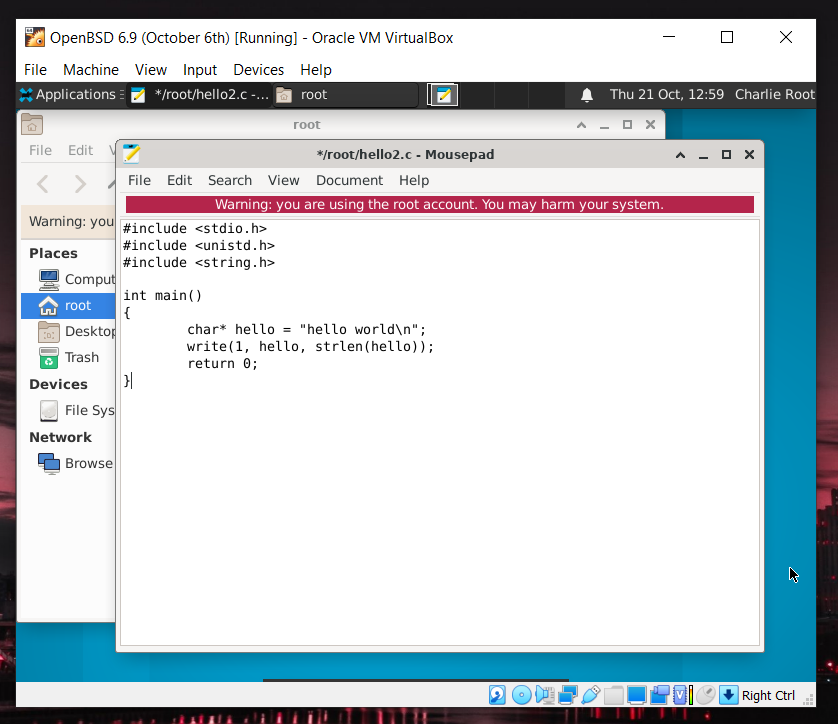 OpenBSD 6.9 (October 6th) [Running] - Oracle VM VirtualBox
File Machine View Input Devices Help
Applications */root/hello2.c -... root Thu 21 Oct, 12:59 Charlie Root
root
File Edit
*/root/hello2.c - Mousepad
File Edit Search View Document Help
Warning: you are using the root account. You may harm your system.
Warning: you
Places
root
Trash
Devices
Network
Browse
#include <stdio.h>
#include <unistd.h>
#include <string.h>
int main()
{
char* hello = "hello world\n";
write(1, hello, strlen(hello));
return 0;
}
Right Ctrl